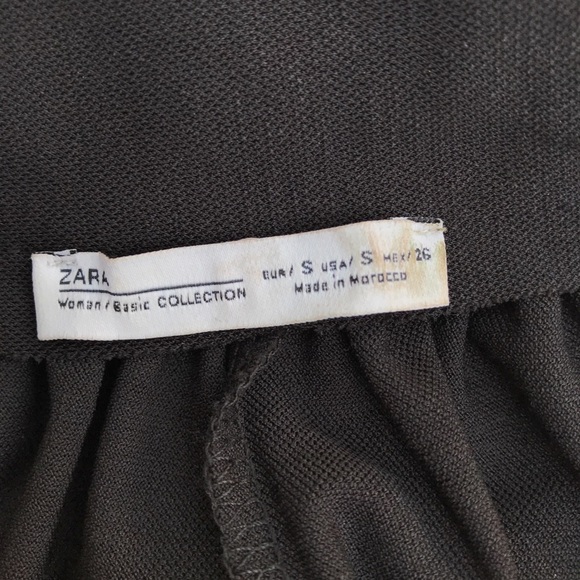 ZARA
Woman / Basic COLLECTION
EUR/ S USA/ S MEX/ 26
Made in Morocco